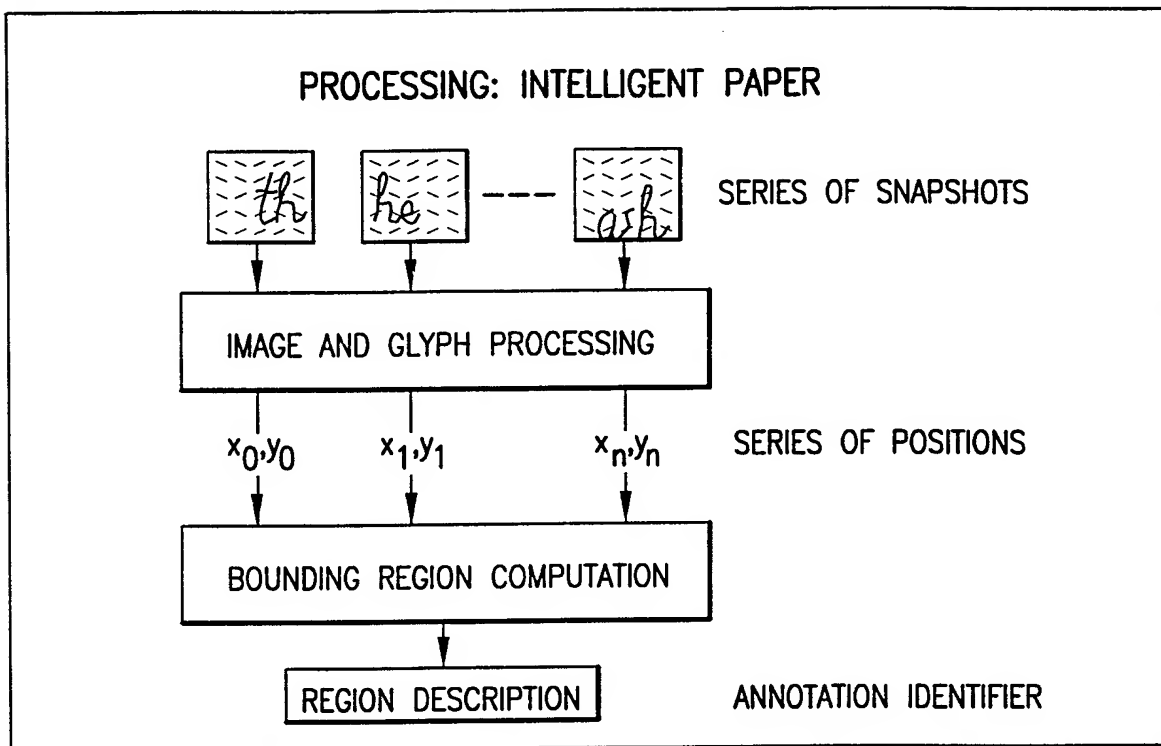 PROCESSING: INTELLIGENT PAPER
th he ash SERIES OF SNAPSHOTS
IMAGE AND GLYPH PROCESSING
x0,y0 x1,y1 xn,yn SERIES OF POSITIONS
BOUNDING REGION COMPUTATION
REGION DESCRIPTION ANNOTATION IDENTIFIER